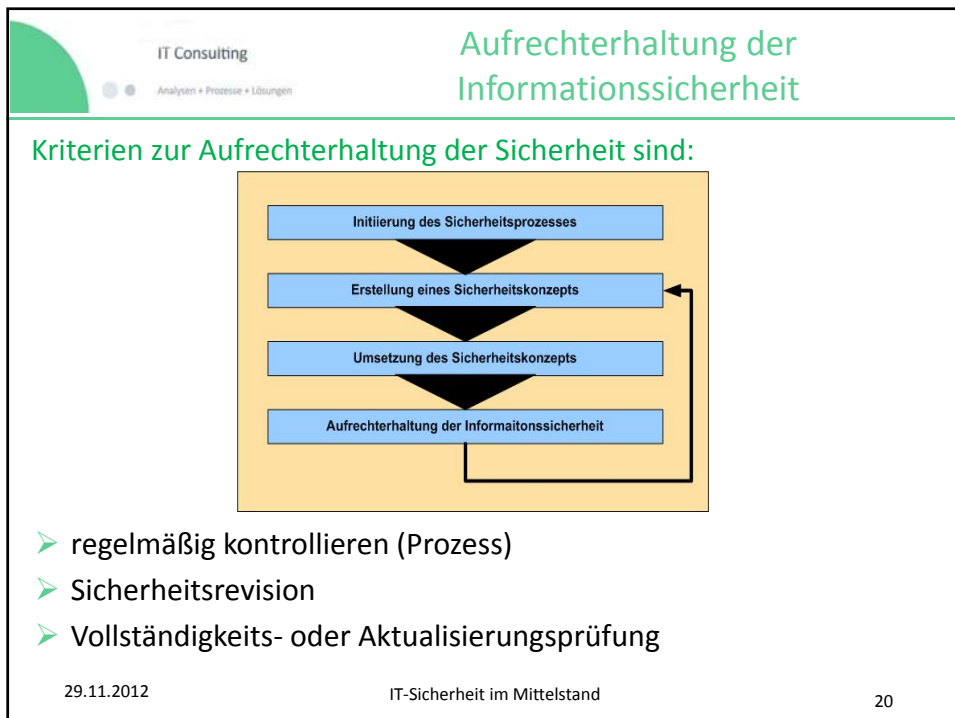 IT Consulting
Analysen + Prozesse + Lösungen
Aufrechterhaltung der
Informationssicherheit
Kriterien zur Aufrechterhaltung der Sicherheit sind:
Initiierung des Sicherheitsprozesses
Erstellung eines Sicherheitskonzepts
Umsetzung des Sicherheitskonzepts
Aufrechterhaltung der Informaitonssicherheit
regelmäßig kontrollieren (Prozess)
Sicherheitsrevision
Vollständigkeits- oder Aktualisierungsprüfung
29.11.2012
IT-Sicherheit im Mittelstand
20